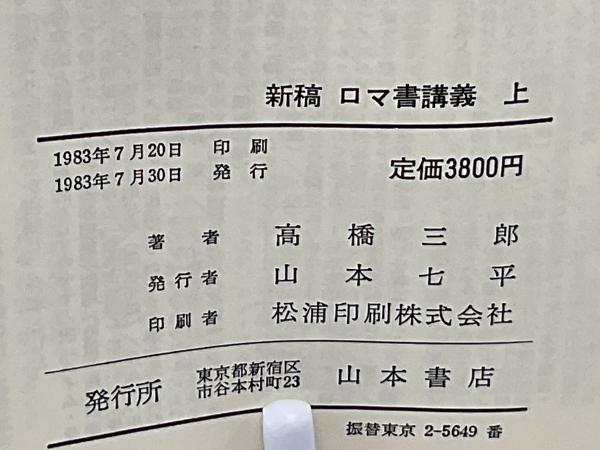 新稿 ロマ書講義 上
1983年7月20日 印刷
1983年7月30日 発行
定価3800円
著者 高橋三郎
発行者 山本七平
印刷者 松浦印刷株式会社
発行所 東京都新宿区
市谷本村町23 山本書店
振替東京 2-5649 番